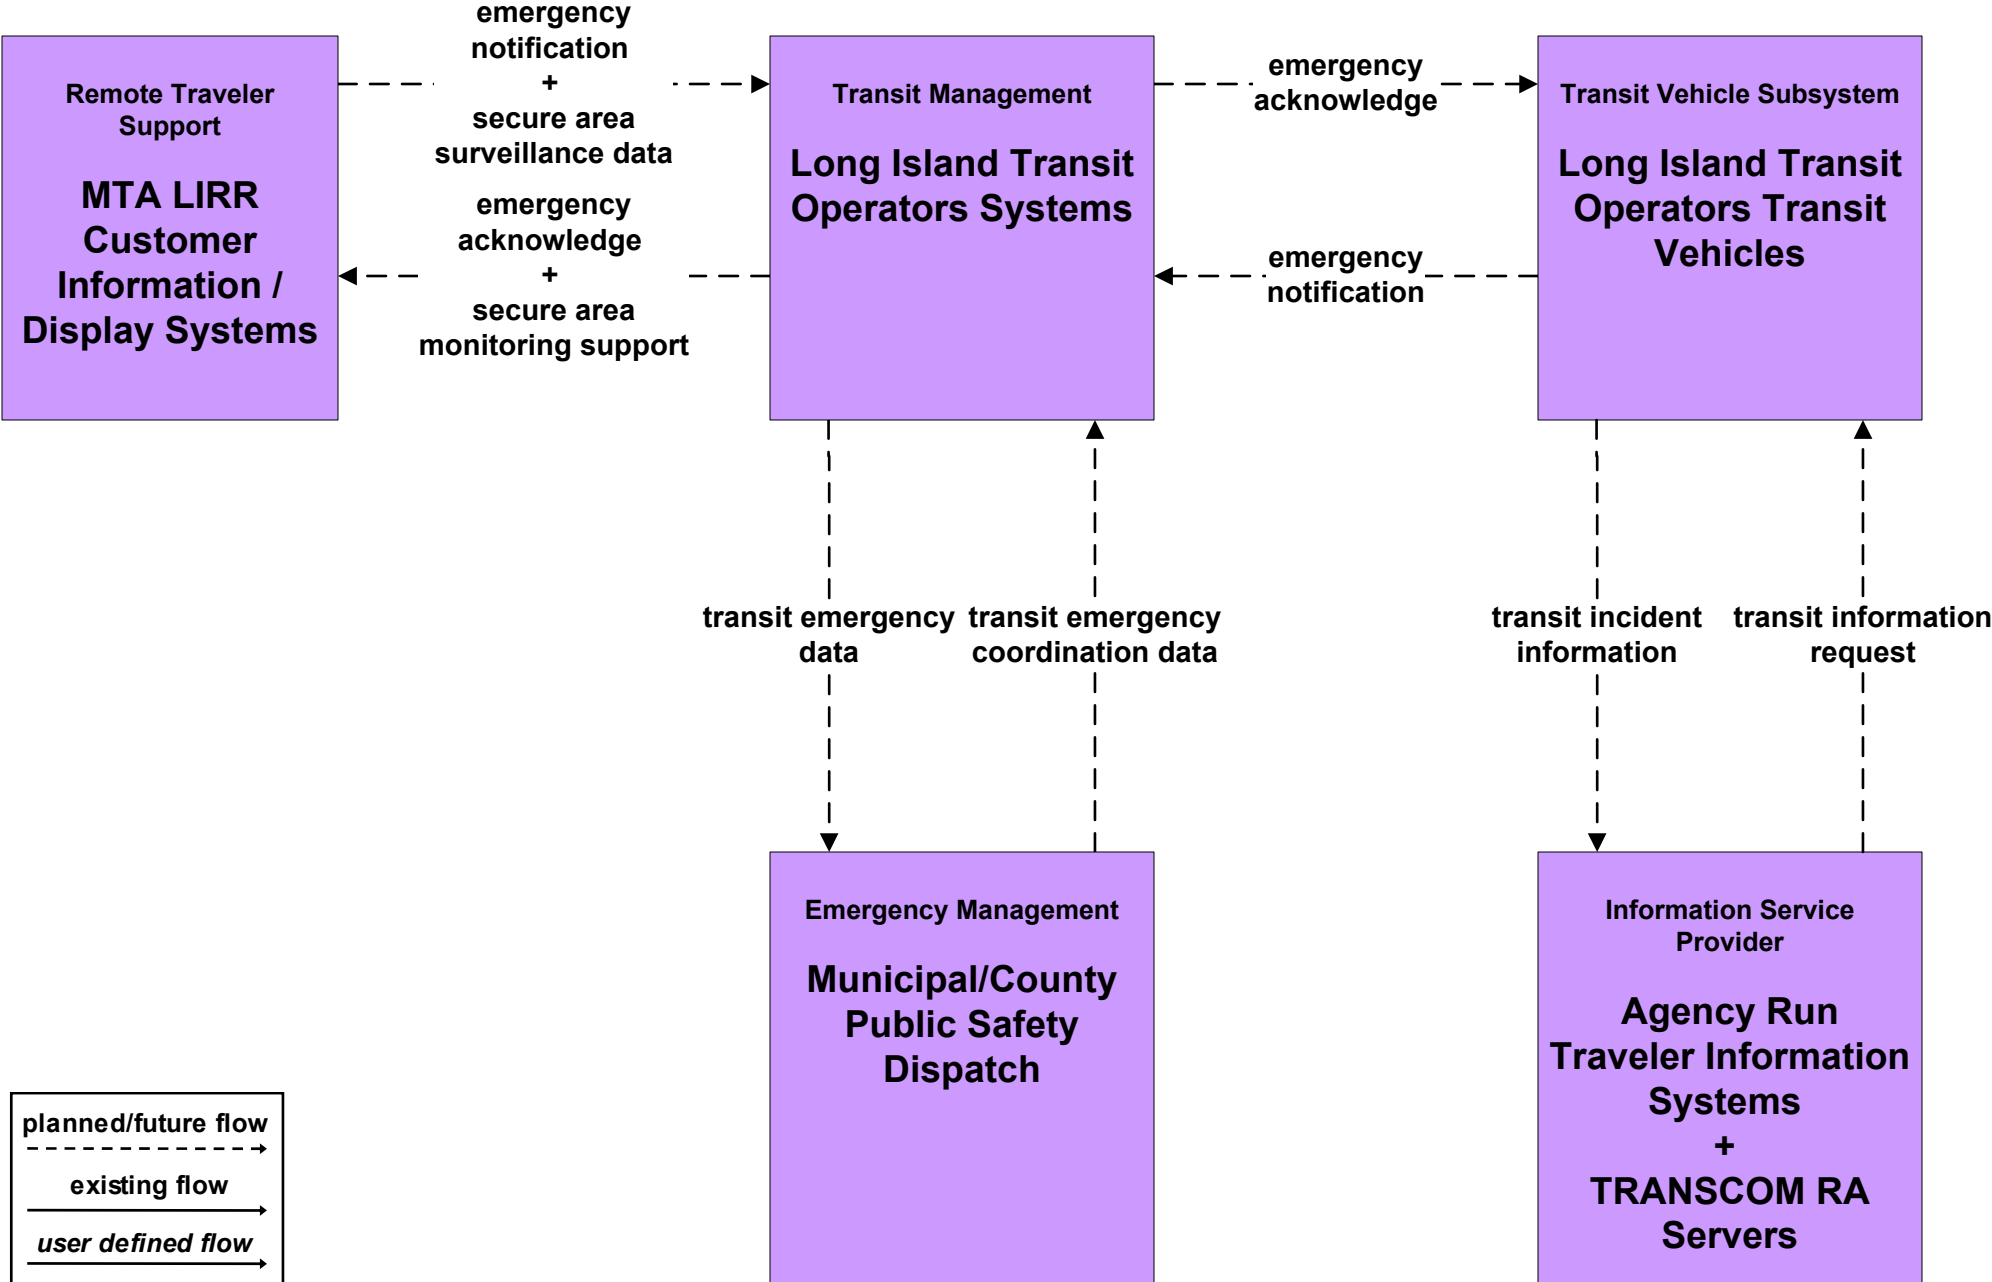 emergency
notification
+
secure area
surveillance data
emergency
acknowledge
+
secure area
monitoring support
Remote Traveler
Support
MTA LIRR
Customer
Information /
Display Systems
Transit Management
Long Island Transit
Operators Systems
emergency
acknowledge
emergency
notification
Transit Vehicle Subsystem
Long Island Transit
Operators Transit
Vehicles
transit emergency
data
transit emergency
coordination data
transit incident
information
transit information
request
Emergency Management
Municipal/County
Public Safety
Dispatch
Information Service
Provider
Agency Run
Traveler Information
Systems
+
TRANSCOM RA
Servers
planned/future flow
existing flow
user defined flow